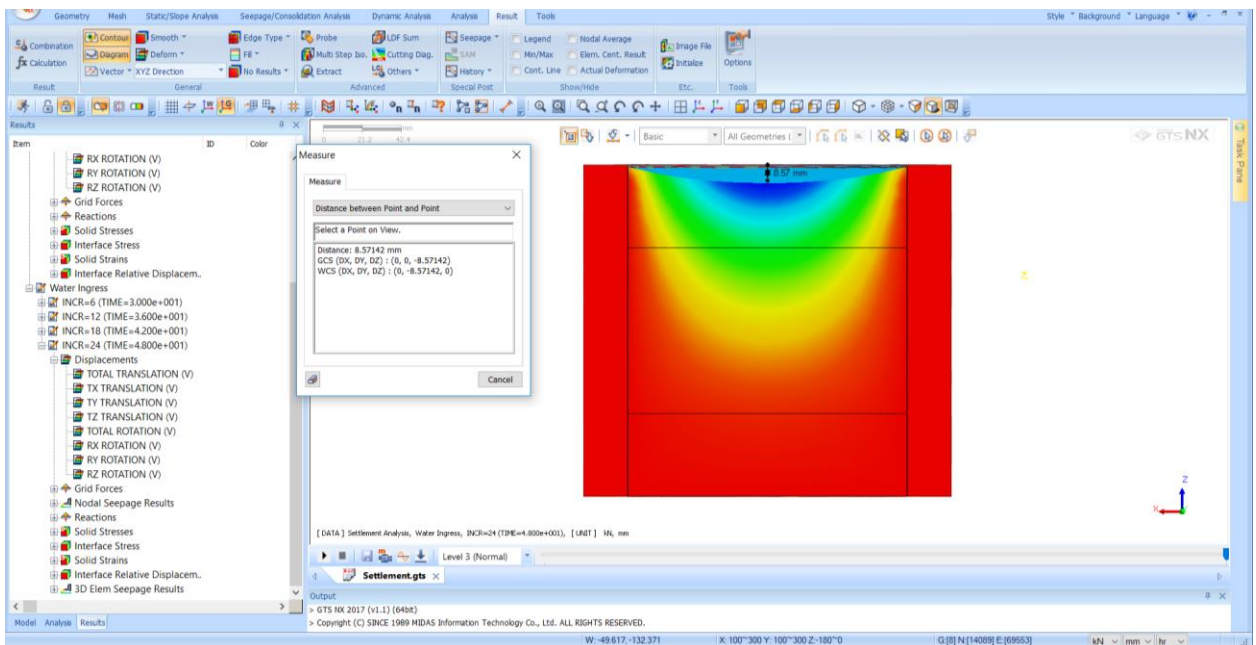 Geometry Mesh Static/Slope Analysis Seepage/Consolidation Analysis Dynamic Analysis Analysis Result Tools Style Background Language
Combination Contour Smooth Edge Type Probe LDF Sum Seepage Legend Nodal Average Image File
Calculation Diagram Deform Fill Multi Step Iso. Cutting Diag. SAM Min/Max Elem. Cent. Result Initialize Options
Vector XYZ Direction No Results Extract Others History Cont. Line Actual Deformation
Result General Advanced Special Post Show/Hide Etc. Tools
Results
Item ID Color
RX ROTATION (V)
RY ROTATION (V)
RZ ROTATION (V)
Grid Forces
Reactions
Solid Stresses
Interface Stress
Solid Strains
Interface Relative Displacem..
Water Ingress
INCR=6 (TIME=3.000e+001)
INCR=12 (TIME=3.600e+001)
INCR=18 (TIME=4.200e+001)
INCR=24 (TIME=4.800e+001)
Displacements
TOTAL TRANSLATION (V)
TX TRANSLATION (V)
TY TRANSLATION (V)
TZ TRANSLATION (V)
TOTAL ROTATION (V)
RX ROTATION (V)
RY ROTATION (V)
RZ ROTATION (V)
Grid Forces
Nodal Seepage Results
Reactions
Solid Stresses
Interface Stress
Solid Strains
Interface Relative Displacem..
3D Elem Seepage Results
Model Analysis Results
0 21.2 42.4
Basic All Geometries (
GTS NX
Task Pane
Measure
Measure
Distance between Point and Point
Select a Point on View.
Distance: 8.57142 mm
GCS (DX, DY, DZ) : (0, 0, -8.57142)
WCS (DX, DY, DZ) : (0, -8.57142, 0)
Cancel
8.57 mm
Z
X
[ DATA ] Settlement Analysis, Water Ingress, INCR=24 (TIME=4.800e+001), [ UNIT ] kN, mm
Level 3 (Normal)
Settlement.gts
Output
> GTS NX 2017 (v1.1) (64bit)
> Copyright (C) SINCE 1989 MIDAS Information Technology Co., Ltd. ALL RIGHTS RESERVED.
W: -49.617, -132.371 X: 100~300 Y: 100~300 Z:-180~0 G:[8] N:[14089] E:[69553] kN mm hr